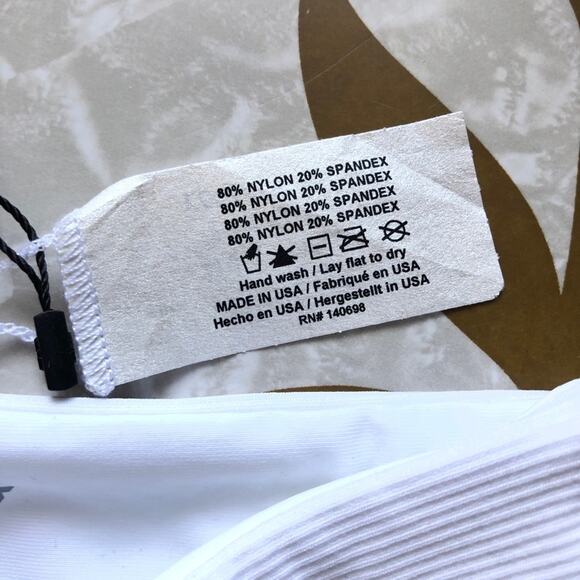 80% NYLON 20% SPANDEX
80% NYLON 20% SPANDEX
80% NYLON 20% SPANDEX
80% NYLON 20% SPANDEX
Hand wash / Lay flat to dry
MADE IN USA / Fabriqué en USA
Hecho en USA / Hergestellt in USA
RN# 140698